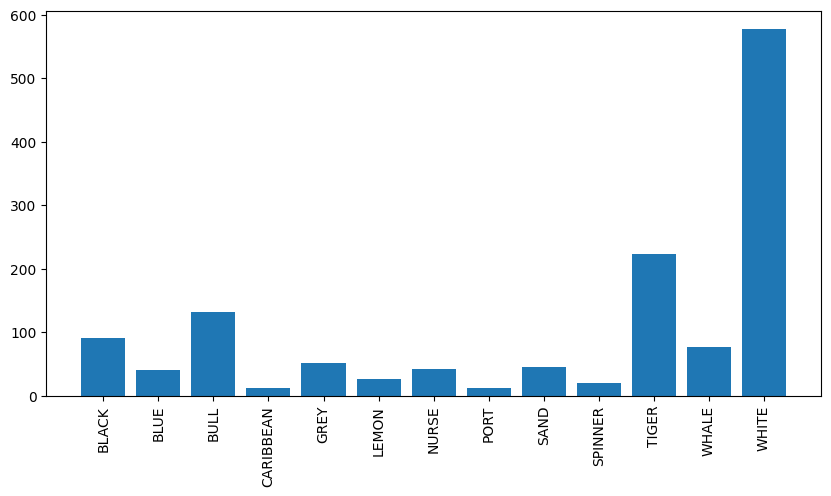 600
500
400
300
200
100
0
BLACK
BLUE
BULL
CARIBBEAN
GREY
LEMON
NURSE
PORT
SAND
SPINNER
TIGER
WHALE
WHITE